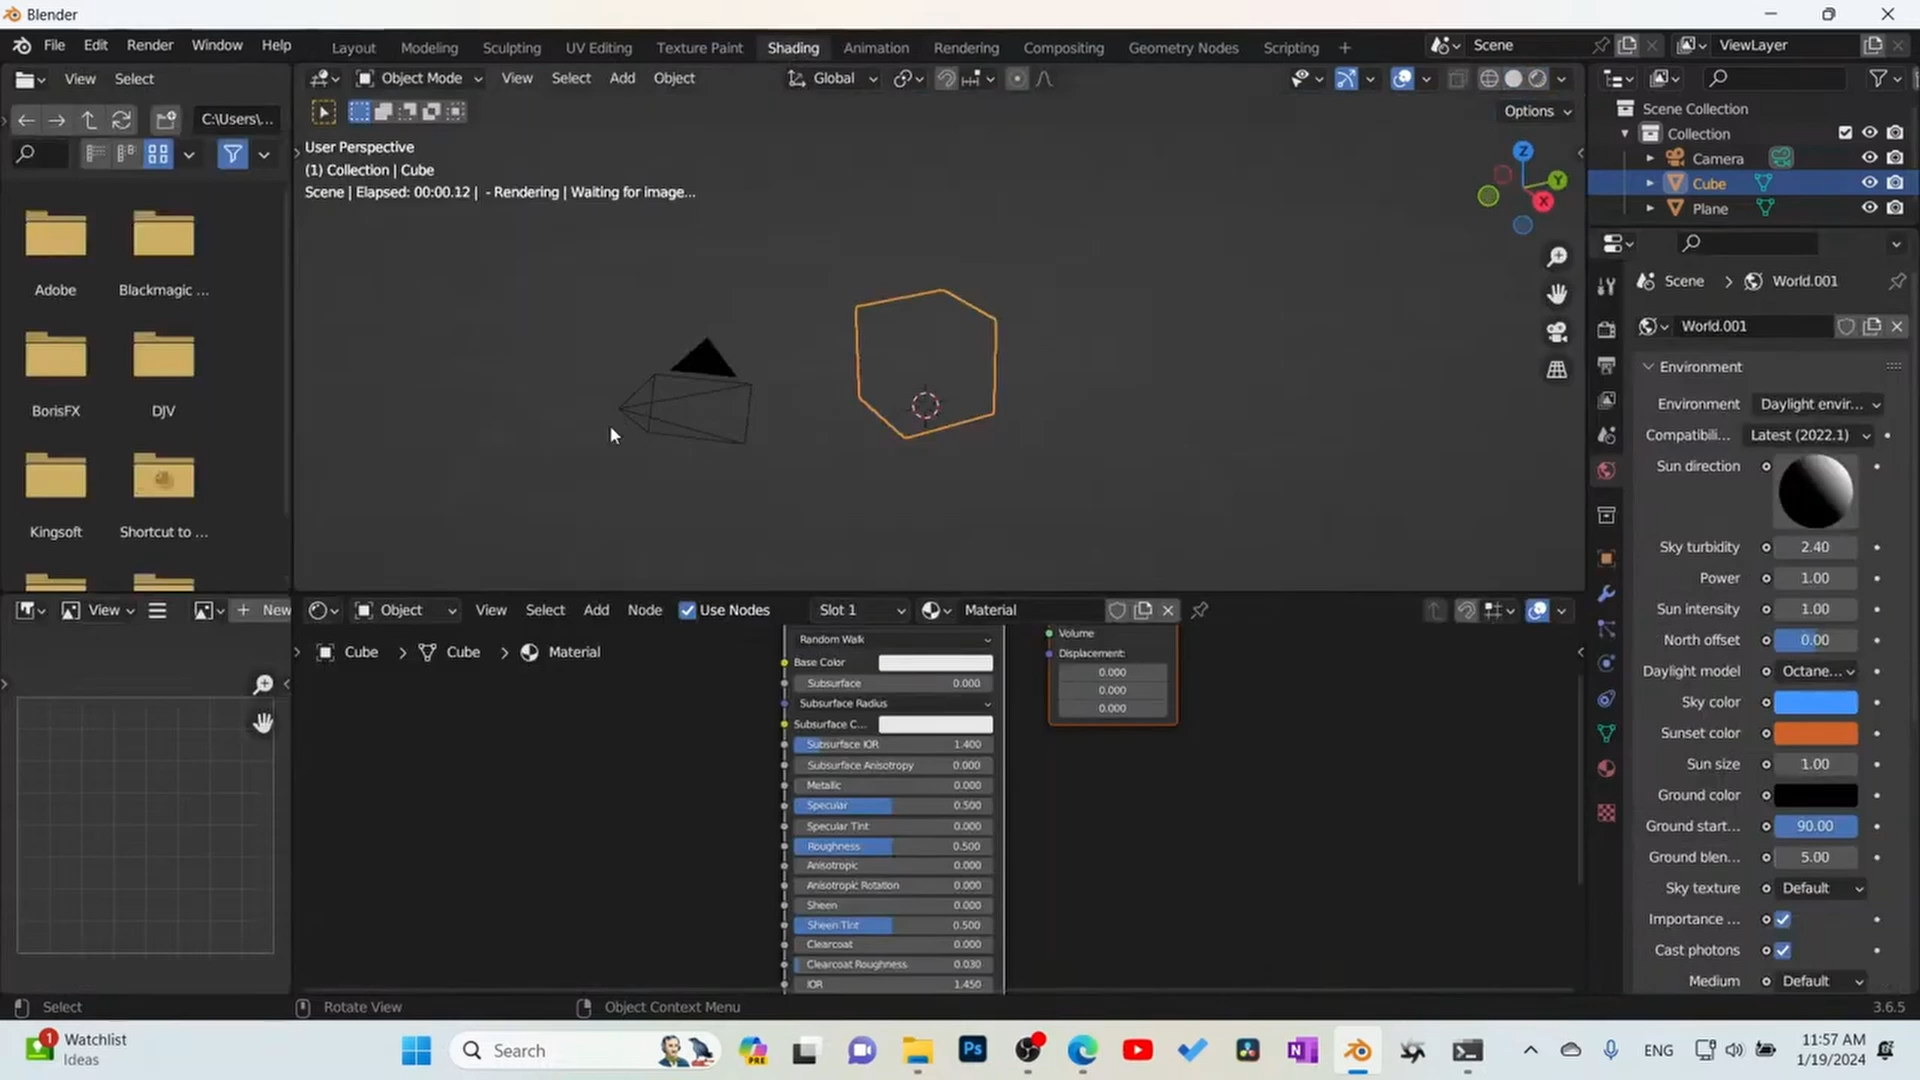 Blender
File Edit Render Window Help
Layout Modeling Sculpting UV Editing Texture Paint Shading Animation Rendering Compositing Geometry Nodes Scripting +
Scene
ViewLayer
View Select
Object Mode View Select Add Object
Global
Options
C:\Users\...
User Perspective
(1) Collection | Cube
Scene | Elapsed: 00:00.12 | - Rendering | Waiting for image...
Z
Y
X
Adobe
Blackmagic ...
BorisFX
DJV
Kingsoft
Shortcut to ...
Scene Collection
Collection
Camera
Cube
Plane
Scene > World.001
World.001
Environment
Environment Daylight envir...
Compatibili... Latest (2022.1)
Sun direction
Sky turbidity 2.40
Power 1.00
Sun intensity 1.00
North offset 0.00
Daylight model Octane...
Sky color
Sunset color
Sun size 1.00
Ground color
Ground start... 90.00
Ground blen... 5.00
Sky texture Default
Importance ...
Cast photons
Medium Default
View
+ New
Object View Select Add Node Use Nodes Slot 1 Material
Cube > Cube > Material
Random Walk
Base Color
Subsurface 0.000
Subsurface Radius
Subsurface C...
Subsurface IOR 1.400
Subsurface Anisotropy 0.000
Metallic 0.000
Specular 0.500
Specular Tint 0.000
Roughness 0.500
Anisotropic 0.000
Anisotropic Rotation 0.000
Sheen 0.000
Sheen Tint 0.500
Clearcoat 0.000
Clearcoat Roughness 0.030
IOR 1.450
Volume
Displacement:
0.000
0.000
0.000
Select
Rotate View
Object Context Menu
3.6.5
1
Watchlist
Ideas
Search
PRE
Ps
N
ENG
11:57 AM
1/19/2024